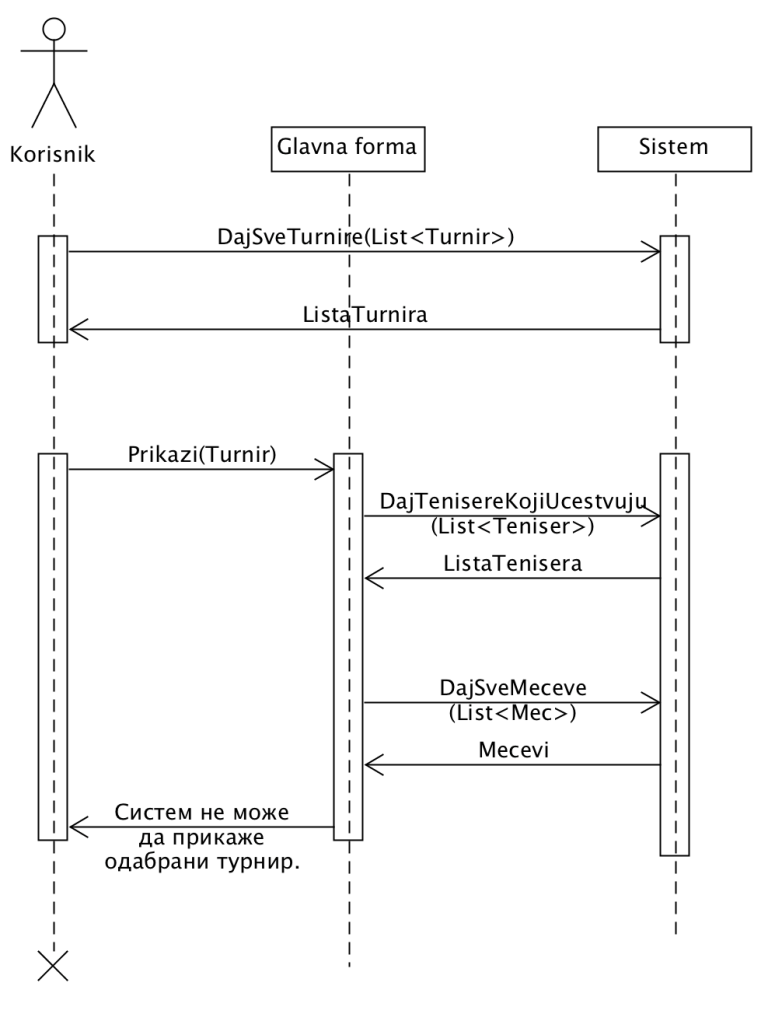 Korisnik
Glavna forma
Sistem
DajSveTurnire(List<Turnir>)
ListaTurnira
Prikazi(Turnir)
DajTenisereKojiUcestvuju
(List<Teniser>)
ListaTenisera
DajSveMeceve
(List<Mec>)
Mecevi
Систем не може
да прикаже
одабрани турнир.